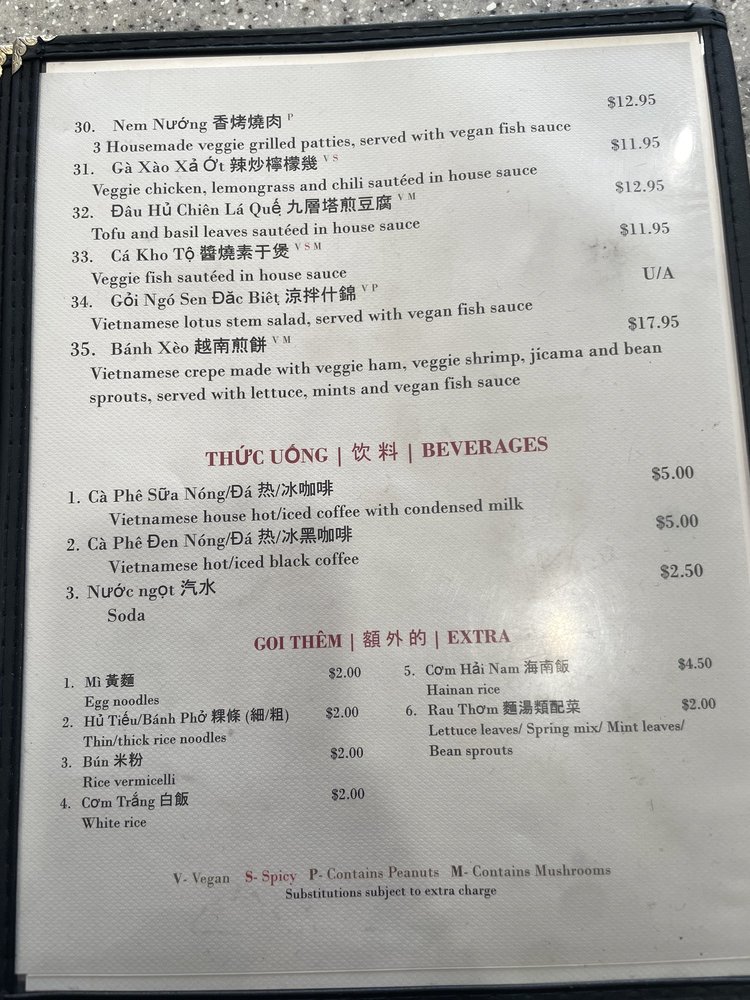 30. Nem Nướng 香烤燒肉 P $12.95
3 Housemade veggie grilled patties, served with vegan fish sauce
31. Gà Xào Xả Ớt 辣炒檸檬幾 V S $11.95
Veggie chicken, lemongrass and chili sautéed in house sauce
32. Đâu Hủ Chiên Lá Quế 九層塔煎豆腐 V M $12.95
Tofu and basil leaves sautéed in house sauce
33. Cá Kho Tộ 醬燒素干煲 V S M $11.95
Veggie fish sautéed in house sauce
34. Gỏi Ngó Sen Đăc Biêt 涼拌什錦 V P U/A
Vietnamese lotus stem salad, served with vegan fish sauce
35. Bánh Xèo 越南煎餅 V M $17.95
Vietnamese crepe made with veggie ham, veggie shrimp, jicama and bean
sprouts, served with lettuce, mints and vegan fish sauce
THỨC UỐNG | 饮料 | BEVERAGES
1. Cà Phê Sữa Nóng/Đá 热/冰咖啡 $5.00
Vietnamese house hot/iced coffee with condensed milk
2. Cà Phê Đen Nóng/Đá 热/冰黑咖啡 $5.00
Vietnamese hot/iced black coffee
3. Nước ngọt 汽水 $2.50
Soda
GOI THÊM | 額外的 | EXTRA
1. Mì 黃麵 $2.00
Egg noodles
2. Hủ Tiếu/Bánh Phở 粿條 (細/粗) $2.00
Thin/thick rice noodles
3. Bún 米粉 $2.00
Rice vermicelli
4. Cơm Trắng 白飯 $2.00
White rice
5. Cơm Hải Nam 海南飯 $4.50
Hainan rice
6. Rau Thơm 麵湯類配菜 $2.00
Lettuce leaves/ Spring mix/ Mint leaves/
Bean sprouts
V- Vegan S- Spicy P- Contains Peanuts M- Contains Mushrooms
Substitutions subject to extra charge